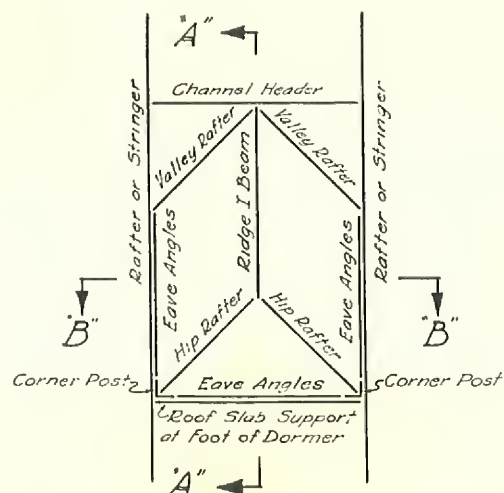 "A"
Channel Header
Rafter or Stringer
Valley Rafter
Valley Rafter
Rafter or Stringer
Eave Angles
Ridge I Beam
Eave Angles
"B"
Hip Rafter
Hip Rafter
"B"
Corner Post
Eave Angles
Corner Post
Roof Slab Support
at Foot of Dormer
"A"